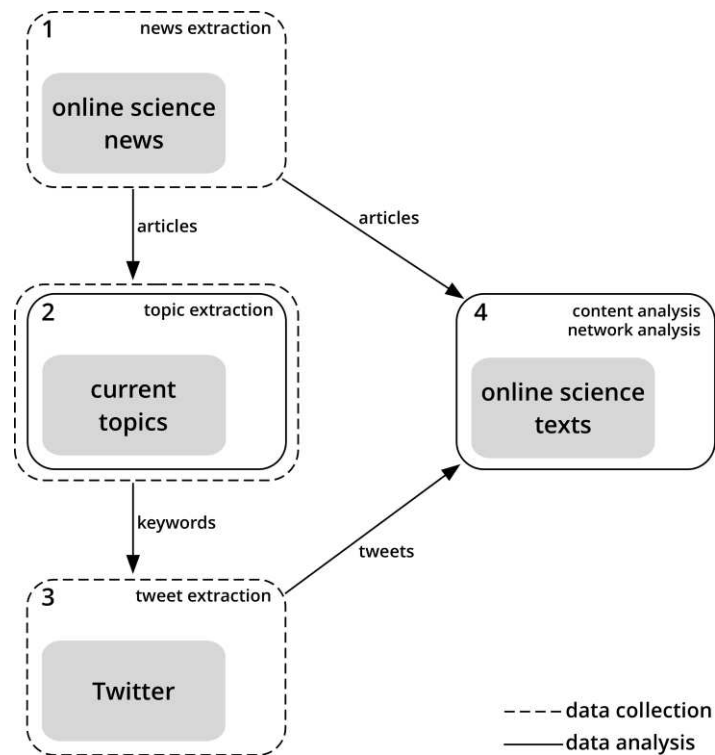 1
news extraction
online science
news
articles
articles
2
topic extraction
current
topics
4
content analysis
network analysis
online science
texts
keywords
tweets
3
tweet extraction
Twitter
data collection
data analysis